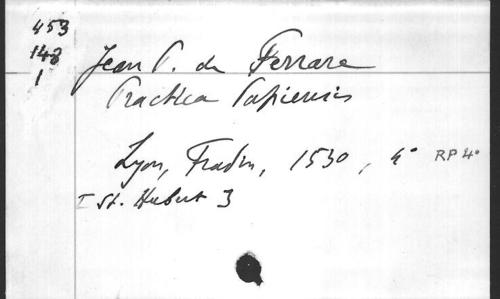 453
148
1
Jean P. de Ferrare
Practica Papiensis
Lyon, Fradin, 1530, 4° RP 4°
I St. Hubert 3